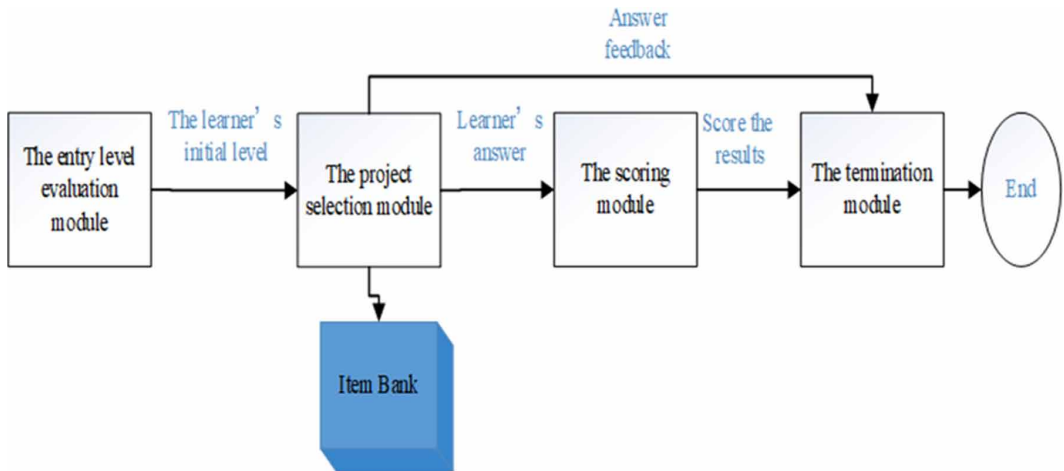 Answer
feedback
The learner’s
initial level
Learner’s
answer
Score the
results
The entry level
evaluation
module
The project
selection module
The scoring
module
The termination
module
End
Item Bank